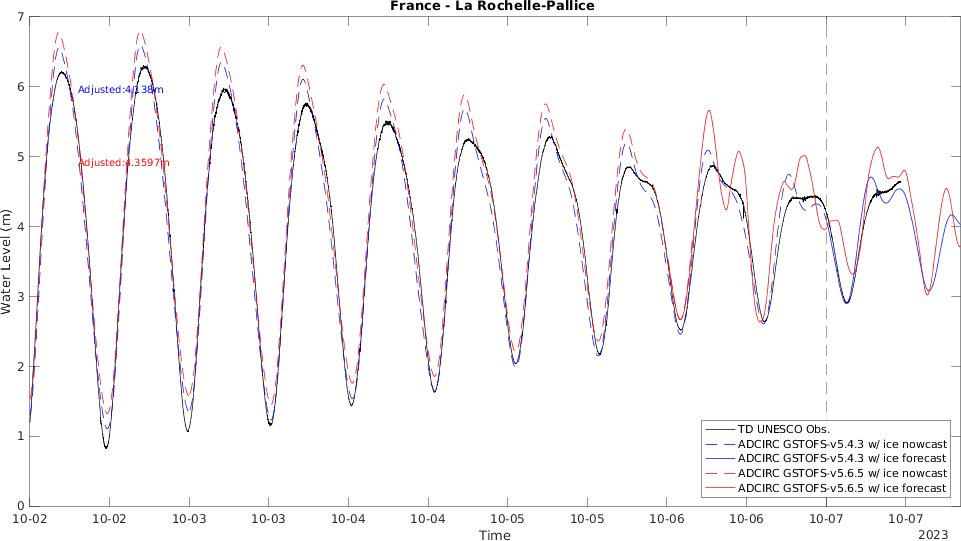 France - La Rochelle-Pallice
7
6
5
4
3
2
1
0
Water Level (m)
Adjusted:4.138m
Adjusted:4.3597m
TD UNESCO Obs.
ADCIRC GSTOFS-v5.4.3 w/ ice nowcast
ADCIRC GSTOFS-v5.4.3 w/ ice forecast
ADCIRC GSTOFS-v5.6.5 w/ ice nowcast
ADCIRC GSTOFS-v5.6.5 w/ ice forecast
10-02 10-02 10-03 10-03 10-04 10-04 10-05 10-05 10-06 10-06 10-07 10-07
Time
2023